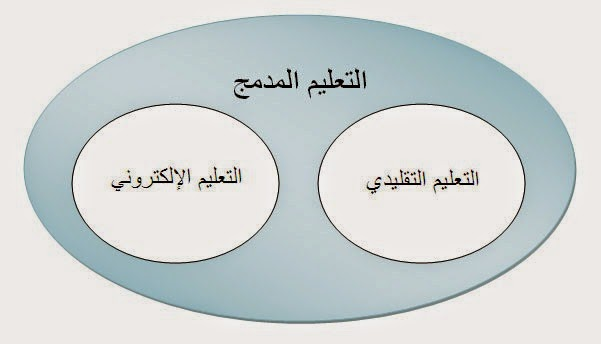 التعليم المدمج
التعليم التقليدي
التعليم الإلكتروني